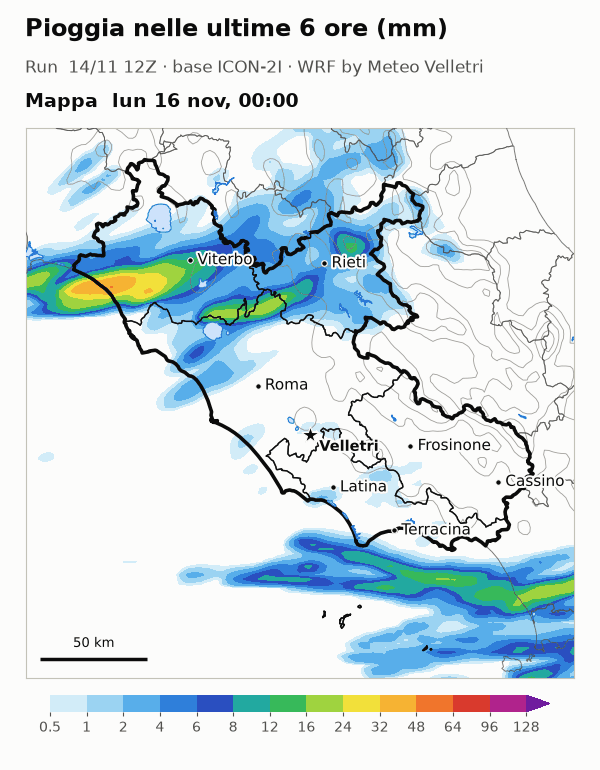 Pioggia nelle ultime 6 ore (mm)
Run  14/11 12Z · base ICON-2I · WRF by Meteo Velletri
Mappa  lun 16 nov, 00:00
Viterbo
Rieti
Roma
Velletri
Frosinone
Latina
Cassino
Terracina
50 km
0.5 1 2 4 6 8 12 16 24 32 48 64 96 128